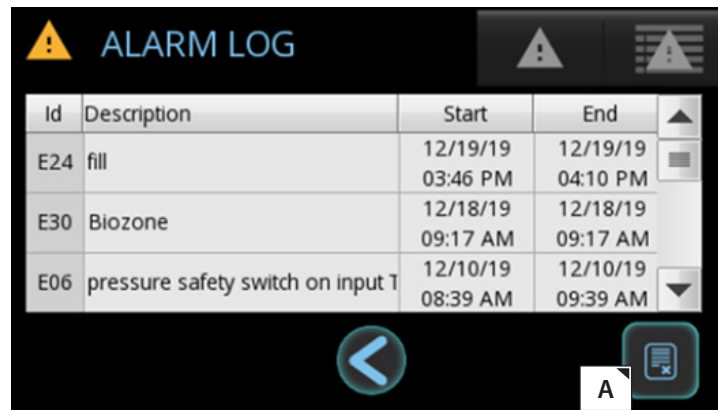 ALARM LOG
Id Description Start End
E24 fill 12/19/19 03:46 PM 12/19/19 04:10 PM
E30 Biozone 12/18/19 09:17 AM 12/18/19 09:17 AM
E06 pressure safety switch on input T 12/10/19 08:39 AM 12/10/19 09:39 AM
A